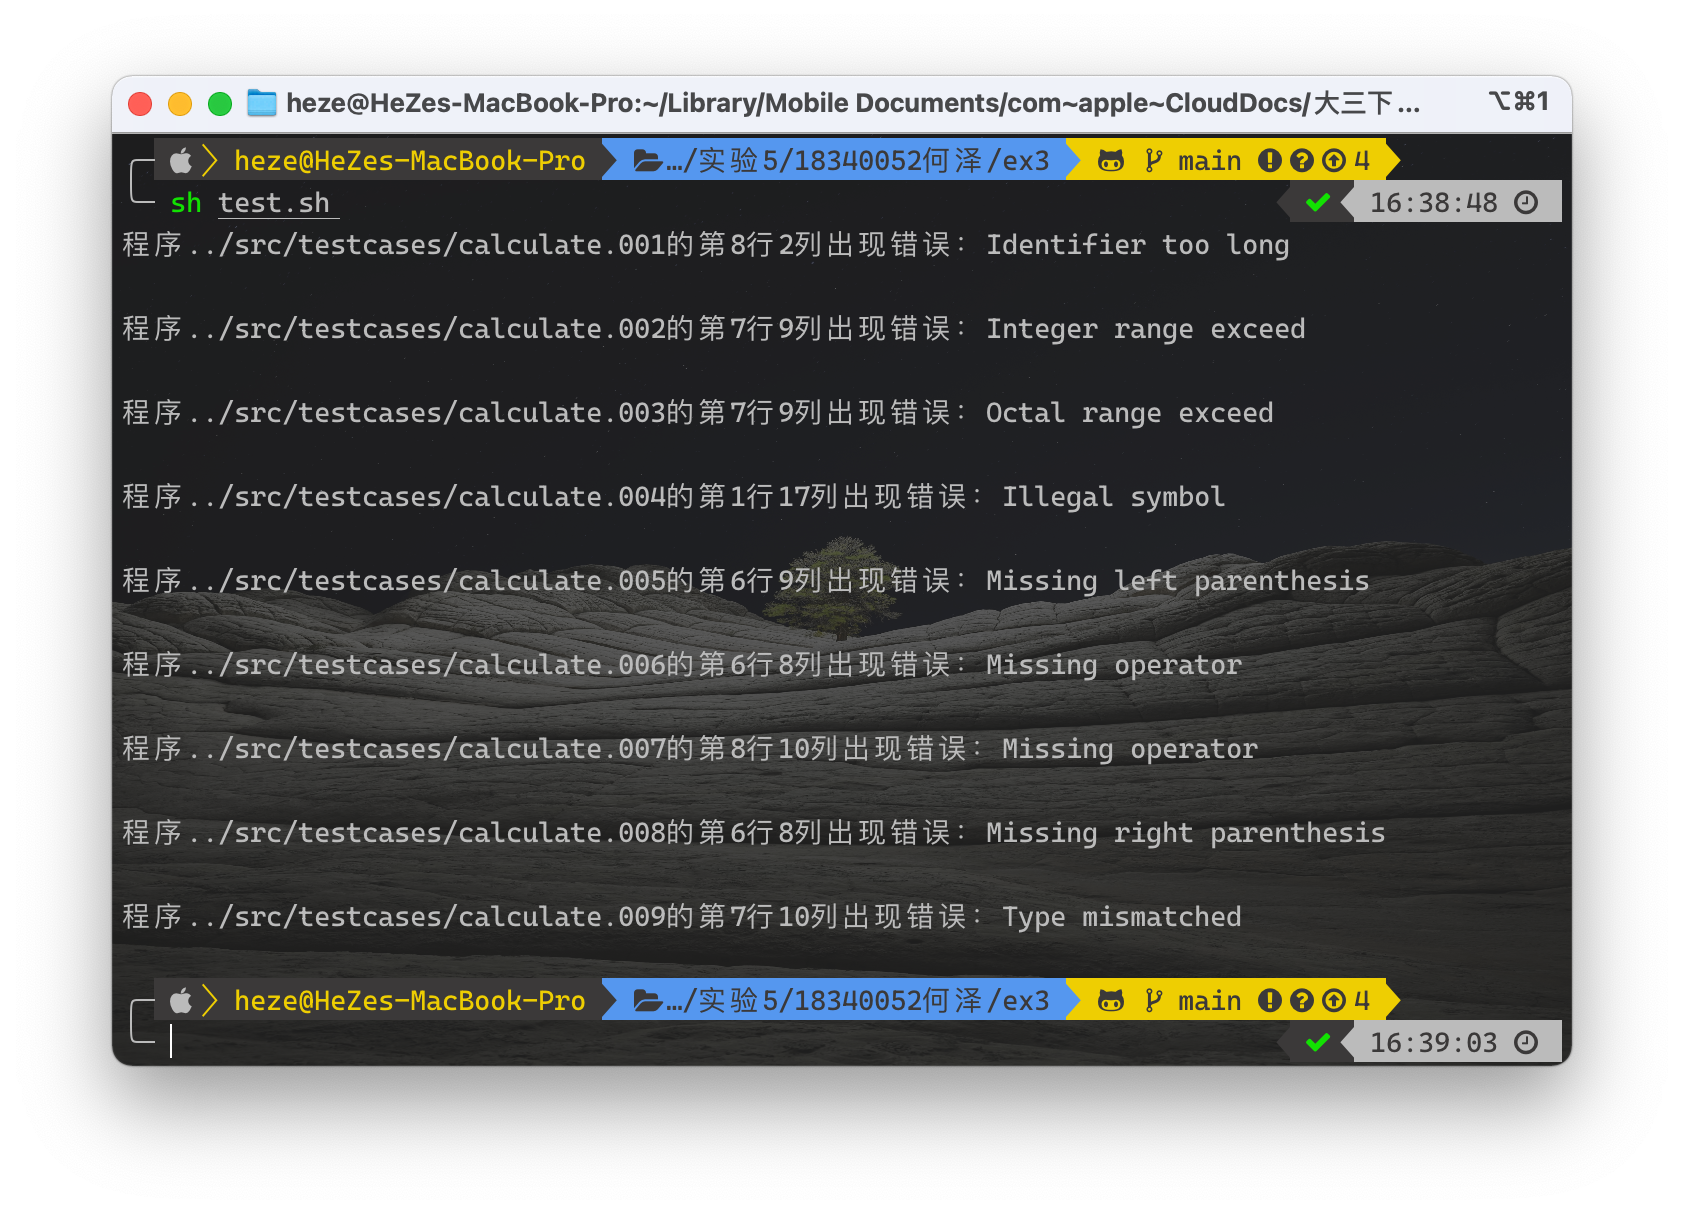 heze@HeZes-MacBook-Pro:~/Library/Mobile Documents/com~apple~CloudDocs/大三下... ⌥⌘1
heze@HeZes-MacBook-Pro …/实验5/18340052何泽/ex3 main 4
sh test.sh 16:38:48
程序../src/testcases/calculate.001的第8行2列出现错误：Identifier too long
程序../src/testcases/calculate.002的第7行9列出现错误：Integer range exceed
程序../src/testcases/calculate.003的第7行9列出现错误：Octal range exceed
程序../src/testcases/calculate.004的第1行17列出现错误：Illegal symbol
程序../src/testcases/calculate.005的第6行9列出现错误：Missing left parenthesis
程序../src/testcases/calculate.006的第6行8列出现错误：Missing operator
程序../src/testcases/calculate.007的第8行10列出现错误：Missing operator
程序../src/testcases/calculate.008的第6行8列出现错误：Missing right parenthesis
程序../src/testcases/calculate.009的第7行10列出现错误：Type mismatched
heze@HeZes-MacBook-Pro …/实验5/18340052何泽/ex3 main 4
16:39:03